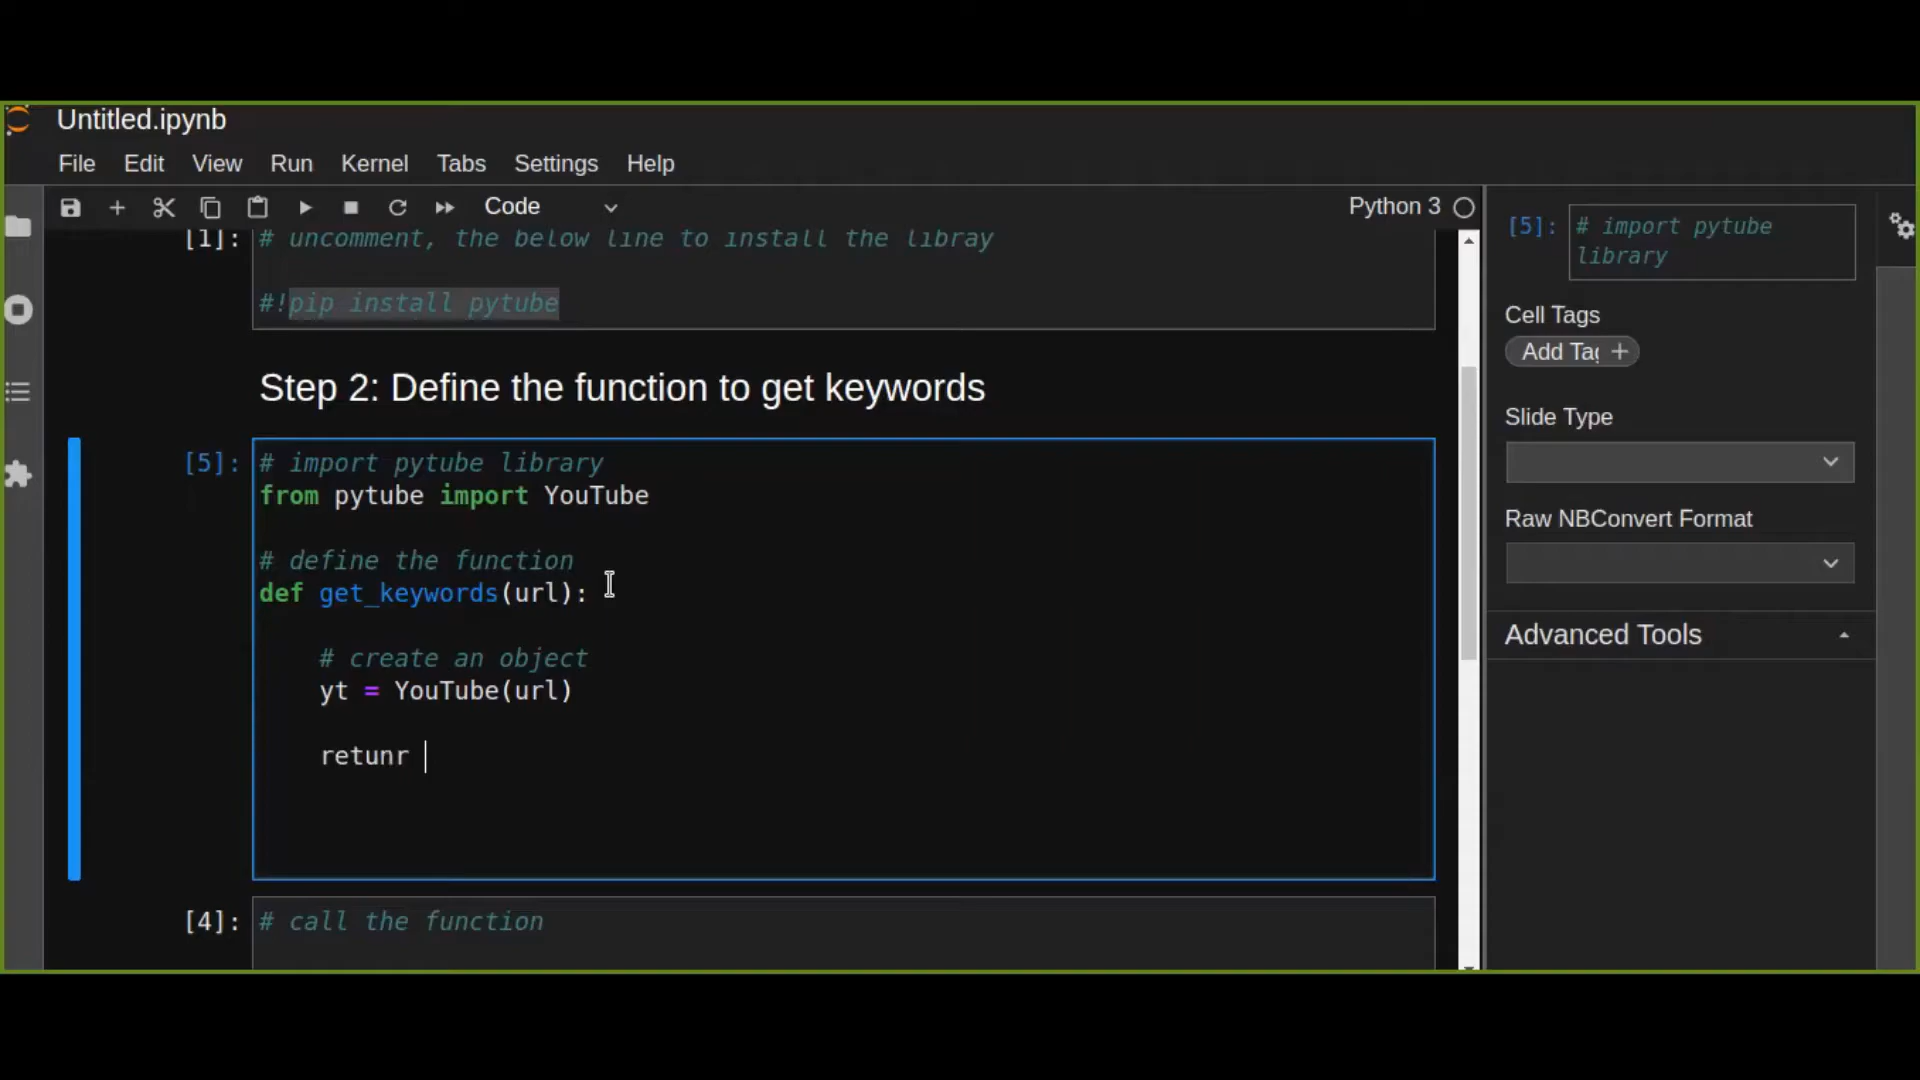 Untitled.ipynb
File Edit View Run Kernel Tabs Settings Help
Code
Python 3
[1]: # uncomment, the below line to install the libray
#!pip install pytube
Step 2: Define the function to get keywords
[5]: # import pytube library
from pytube import YouTube
# define the function
def get_keywords(url):
# create an object
yt = YouTube(url)
retunr
[4]: # call the function
[5]: # import pytube
library
Cell Tags
Add Tag +
Slide Type
Raw NBConvert Format
Advanced Tools